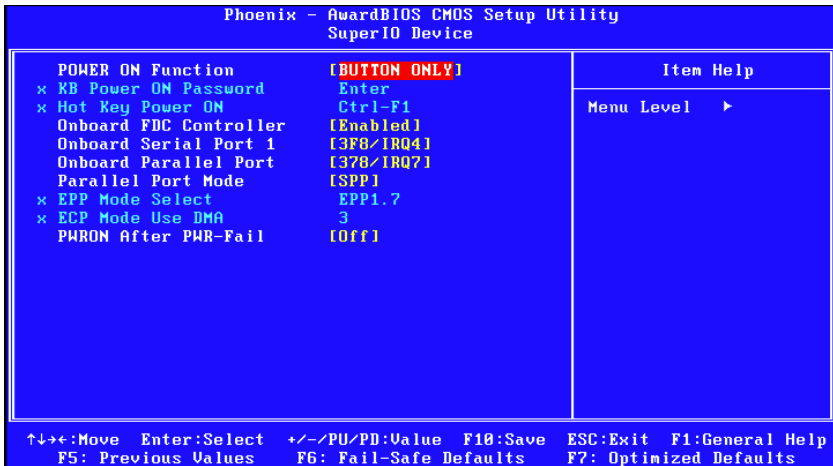 Phoenix - AwardBIOS CMOS Setup Utility
SuperIO Device
POWER ON Function [BUTTON ONLY]
x KB Power ON Password Enter
x Hot Key Power ON Ctrl-F1
Onboard FDC Controller [Enabled]
Onboard Serial Port 1 [3F8/IRQ4]
Onboard Parallel Port [378/IRQ7]
Parallel Port Mode [SPP]
x EPP Mode Select EPP1.7
x ECP Mode Use DMA 3
PWRON After PWR-Fail [Off]
Item Help
Menu Level ►
↑↓→←:Move Enter:Select +/-/PU/PD:Value F10:Save ESC:Exit F1:General Help
F5: Previous Values F6: Fail-Safe Defaults F7: Optimized Defaults